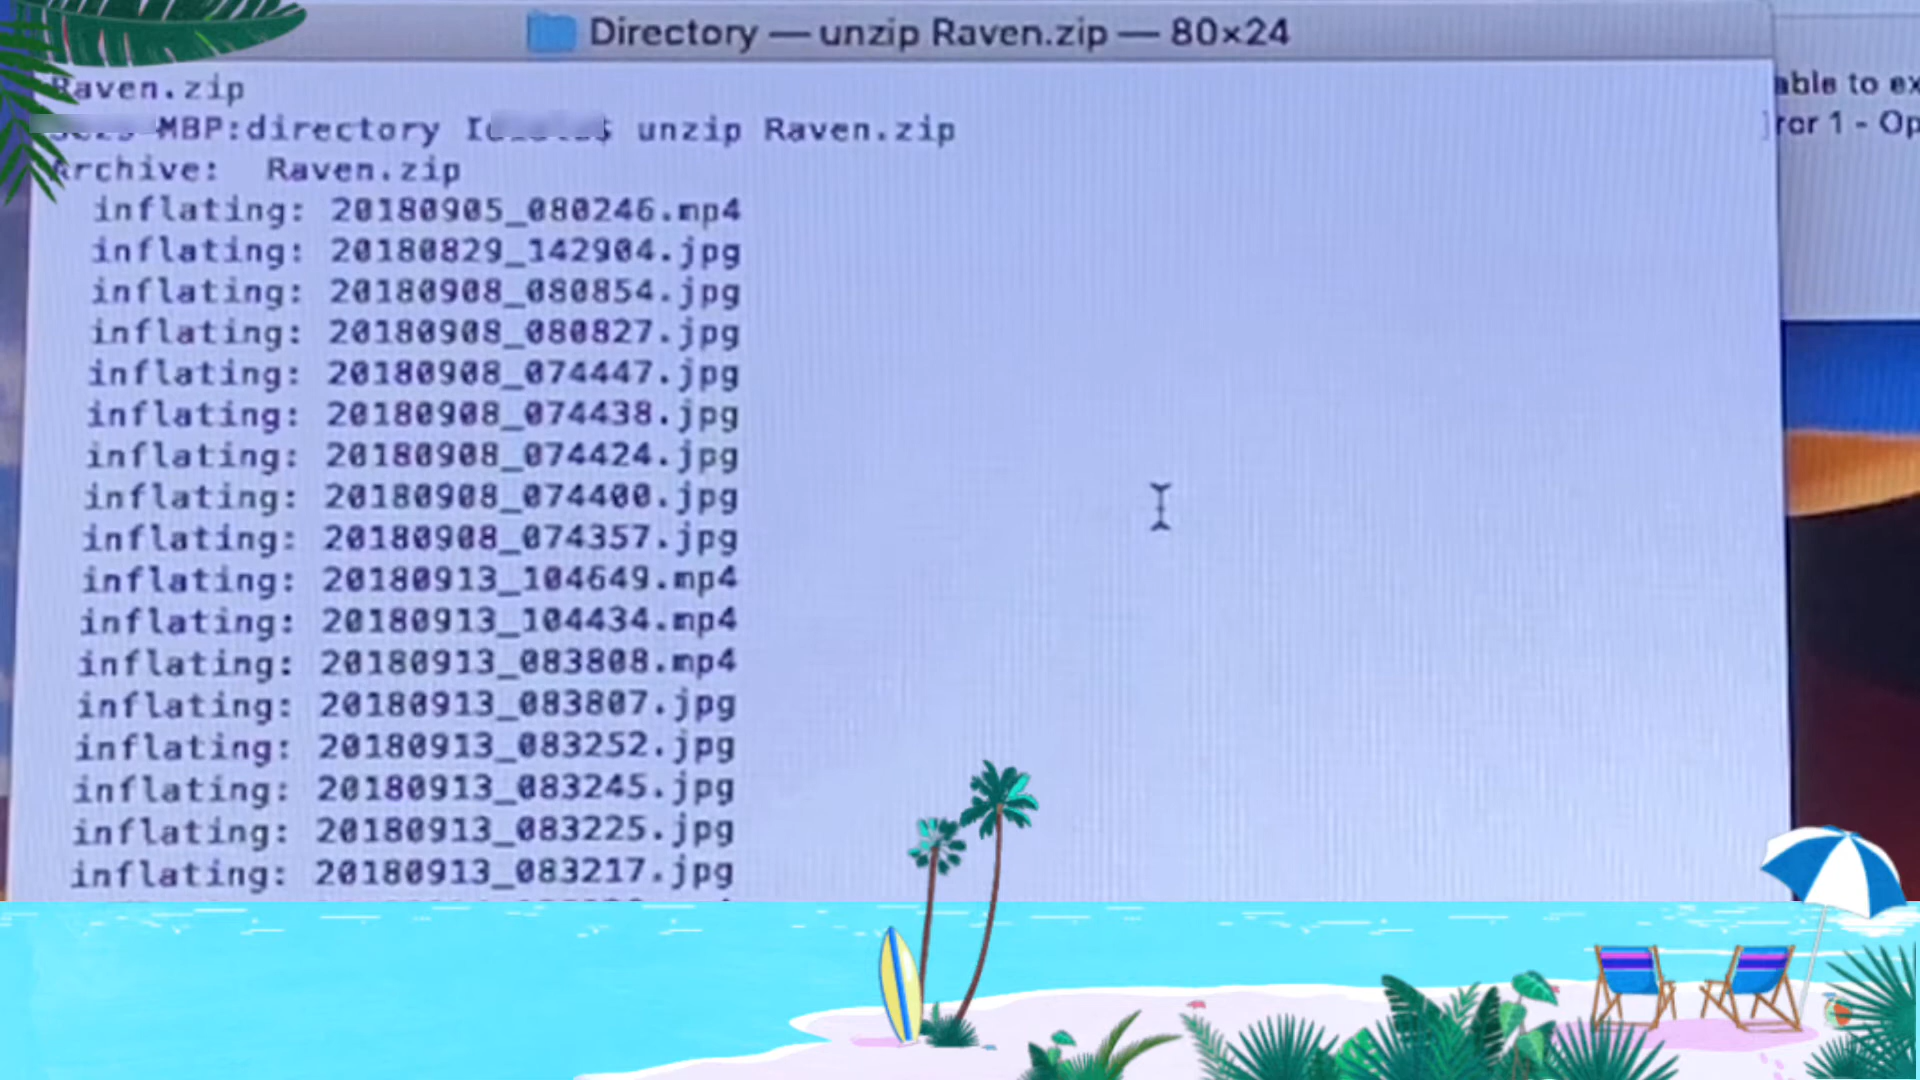 Directory — unzip Raven.zip — 80×24
Raven.zip
MBP:directory $ unzip Raven.zip
Archive: Raven.zip
inflating: 20180905_080246.mp4
inflating: 20180829_142904.jpg
inflating: 20180908_080854.jpg
inflating: 20180908_080827.jpg
inflating: 20180908_074447.jpg
inflating: 20180908_074438.jpg
inflating: 20180908_074424.jpg
inflating: 20180908_074400.jpg
inflating: 20180908_074357.jpg
inflating: 20180913_104649.mp4
inflating: 20180913_104434.mp4
inflating: 20180913_083808.mp4
inflating: 20180913_083807.jpg
inflating: 20180913_083252.jpg
inflating: 20180913_083245.jpg
inflating: 20180913_083225.jpg
inflating: 20180913_083217.jpg
able to ex
ror 1 - Op